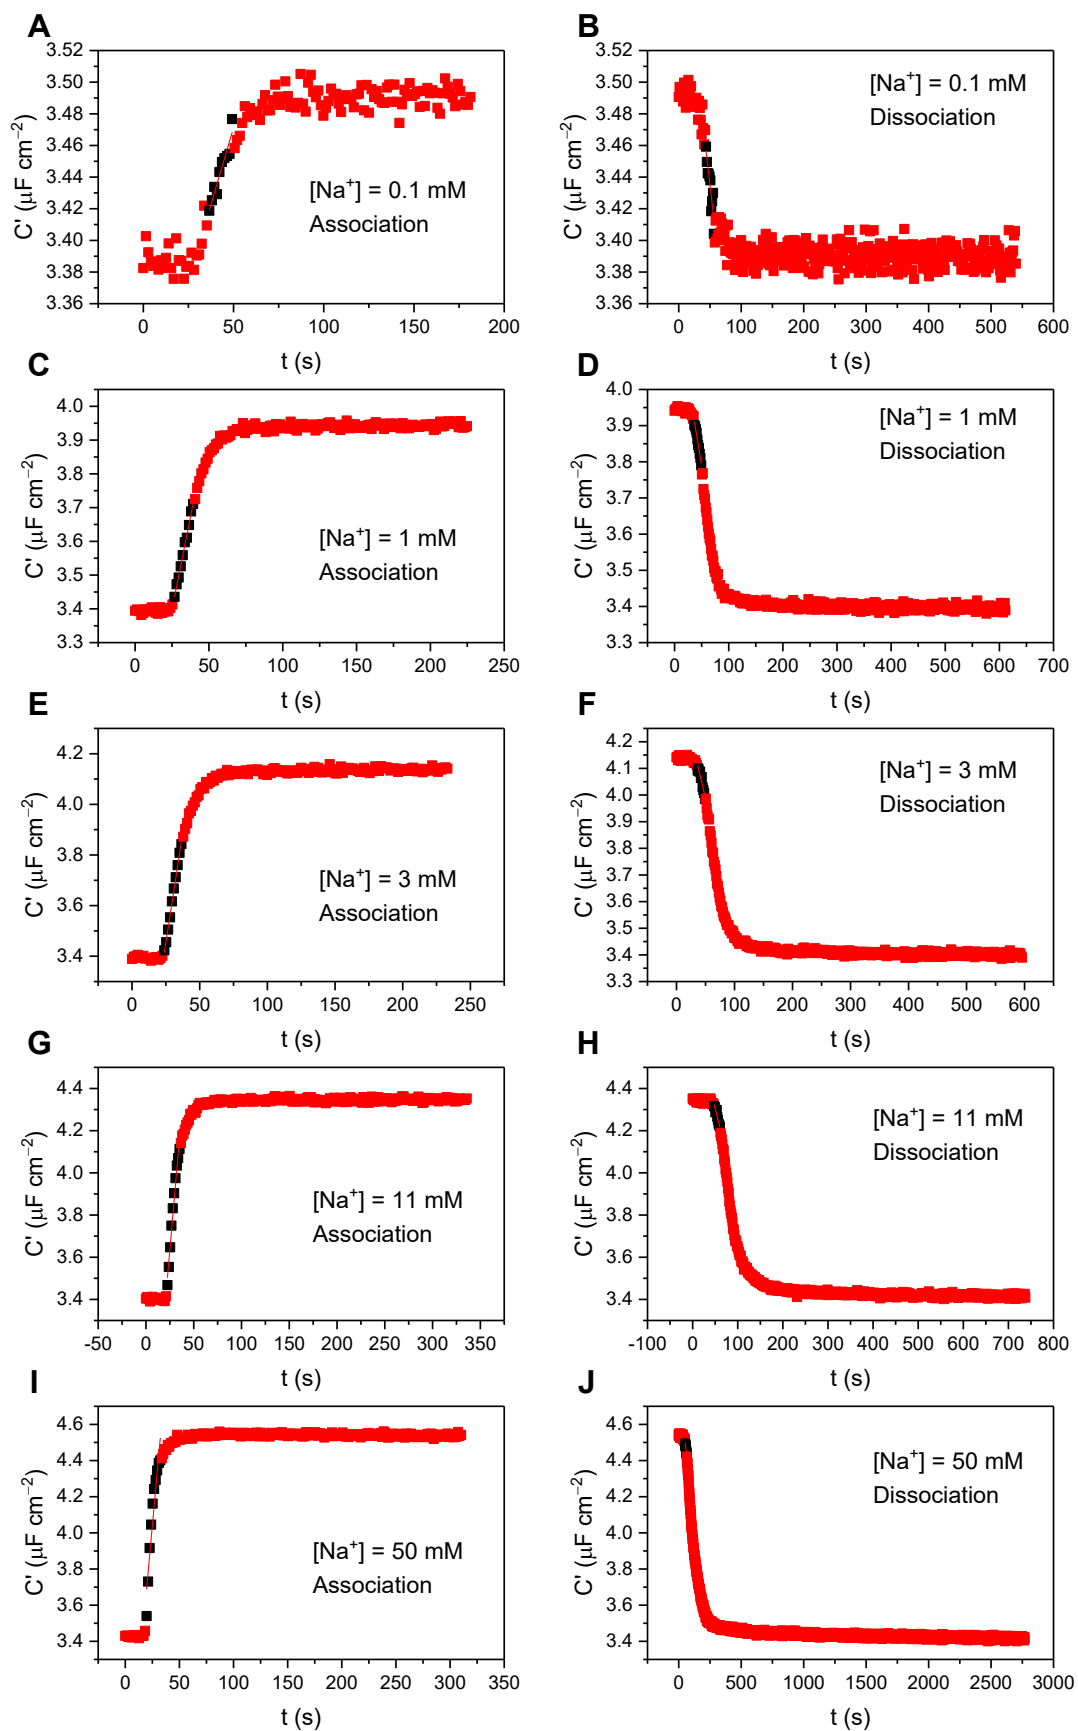 A
3.52
3.50
3.48
3.46
3.44
3.42
3.40
3.38
3.36
C' (μF cm⁻²)
[Na⁺] = 0.1 mM
Association
0 50 100 150 200
t (s)
B
3.52
3.50
3.48
3.46
3.44
3.42
3.40
3.38
3.36
C' (μF cm⁻²)
[Na⁺] = 0.1 mM
Dissociation
0 100 200 300 400 500 600
t (s)
C
4.0
3.9
3.8
3.7
3.6
3.5
3.4
3.3
C' (μF cm⁻²)
[Na⁺] = 1 mM
Association
0 50 100 150 200 250
t (s)
D
4.0
3.9
3.8
3.7
3.6
3.5
3.4
3.3
C' (μF cm⁻²)
[Na⁺] = 1 mM
Dissociation
0 100 200 300 400 500 600 700
t (s)
E
4.2
4.0
3.8
3.6
3.4
C' (μF cm⁻²)
[Na⁺] = 3 mM
Association
0 50 100 150 200 250
t (s)
F
4.2
4.1
4.0
3.9
3.8
3.7
3.6
3.5
3.4
3.3
C' (μF cm⁻²)
[Na⁺] = 3 mM
Dissociation
0 100 200 300 400 500 600
t (s)
G
4.4
4.2
4.0
3.8
3.6
3.4
C' (μF cm⁻²)
[Na⁺] = 11 mM
Association
-50 0 50 100 150 200 250 300 350
t (s)
H
4.4
4.2
4.0
3.8
3.6
3.4
C' (μF cm⁻²)
[Na⁺] = 11 mM
Dissociation
-100 0 100 200 300 400 500 600 700 800
t (s)
I
4.6
4.4
4.2
4.0
3.8
3.6
3.4
C' (μF cm⁻²)
[Na⁺] = 50 mM
Association
0 50 100 150 200 250 300 350
t (s)
J
4.6
4.4
4.2
4.0
3.8
3.6
3.4
C' (μF cm⁻²)
[Na⁺] = 50 mM
Dissociation
0 500 1000 1500 2000 2500 3000
t (s)